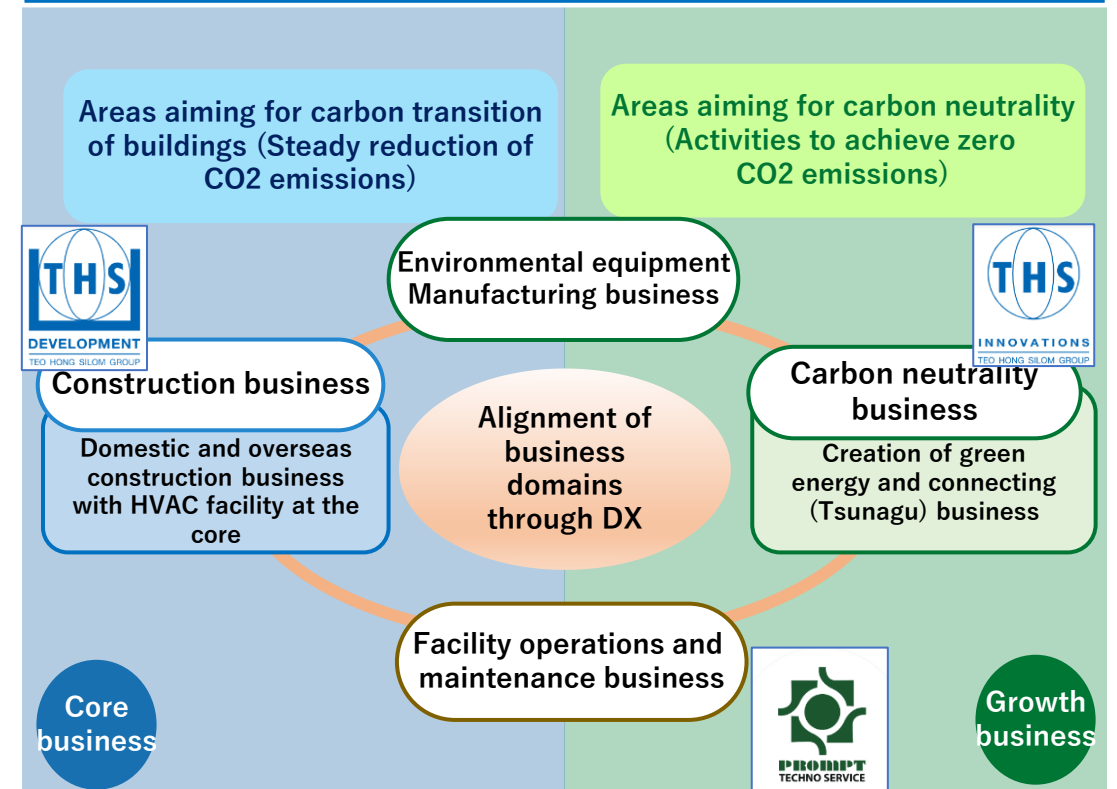 Areas aiming for carbon transition
of buildings (Steady reduction of
CO2 emissions)
Areas aiming for carbon neutrality
(Activities to achieve zero
CO2 emissions)
THS
DEVELOPMENT
TEO HONG SILOM GROUP
Environmental equipment
Manufacturing business
THS
INNOVATIONS
TEO HONG SILOM GROUP
Construction business
Domestic and overseas
construction business
with HVAC facility at the
core
Alignment of
business
domains
through DX
Carbon neutrality
business
Creation of green
energy and connecting
(Tsunagu) business
Facility operations and
maintenance business
Core
business
PROMPT
TECHNO SERVICE
Growth
business